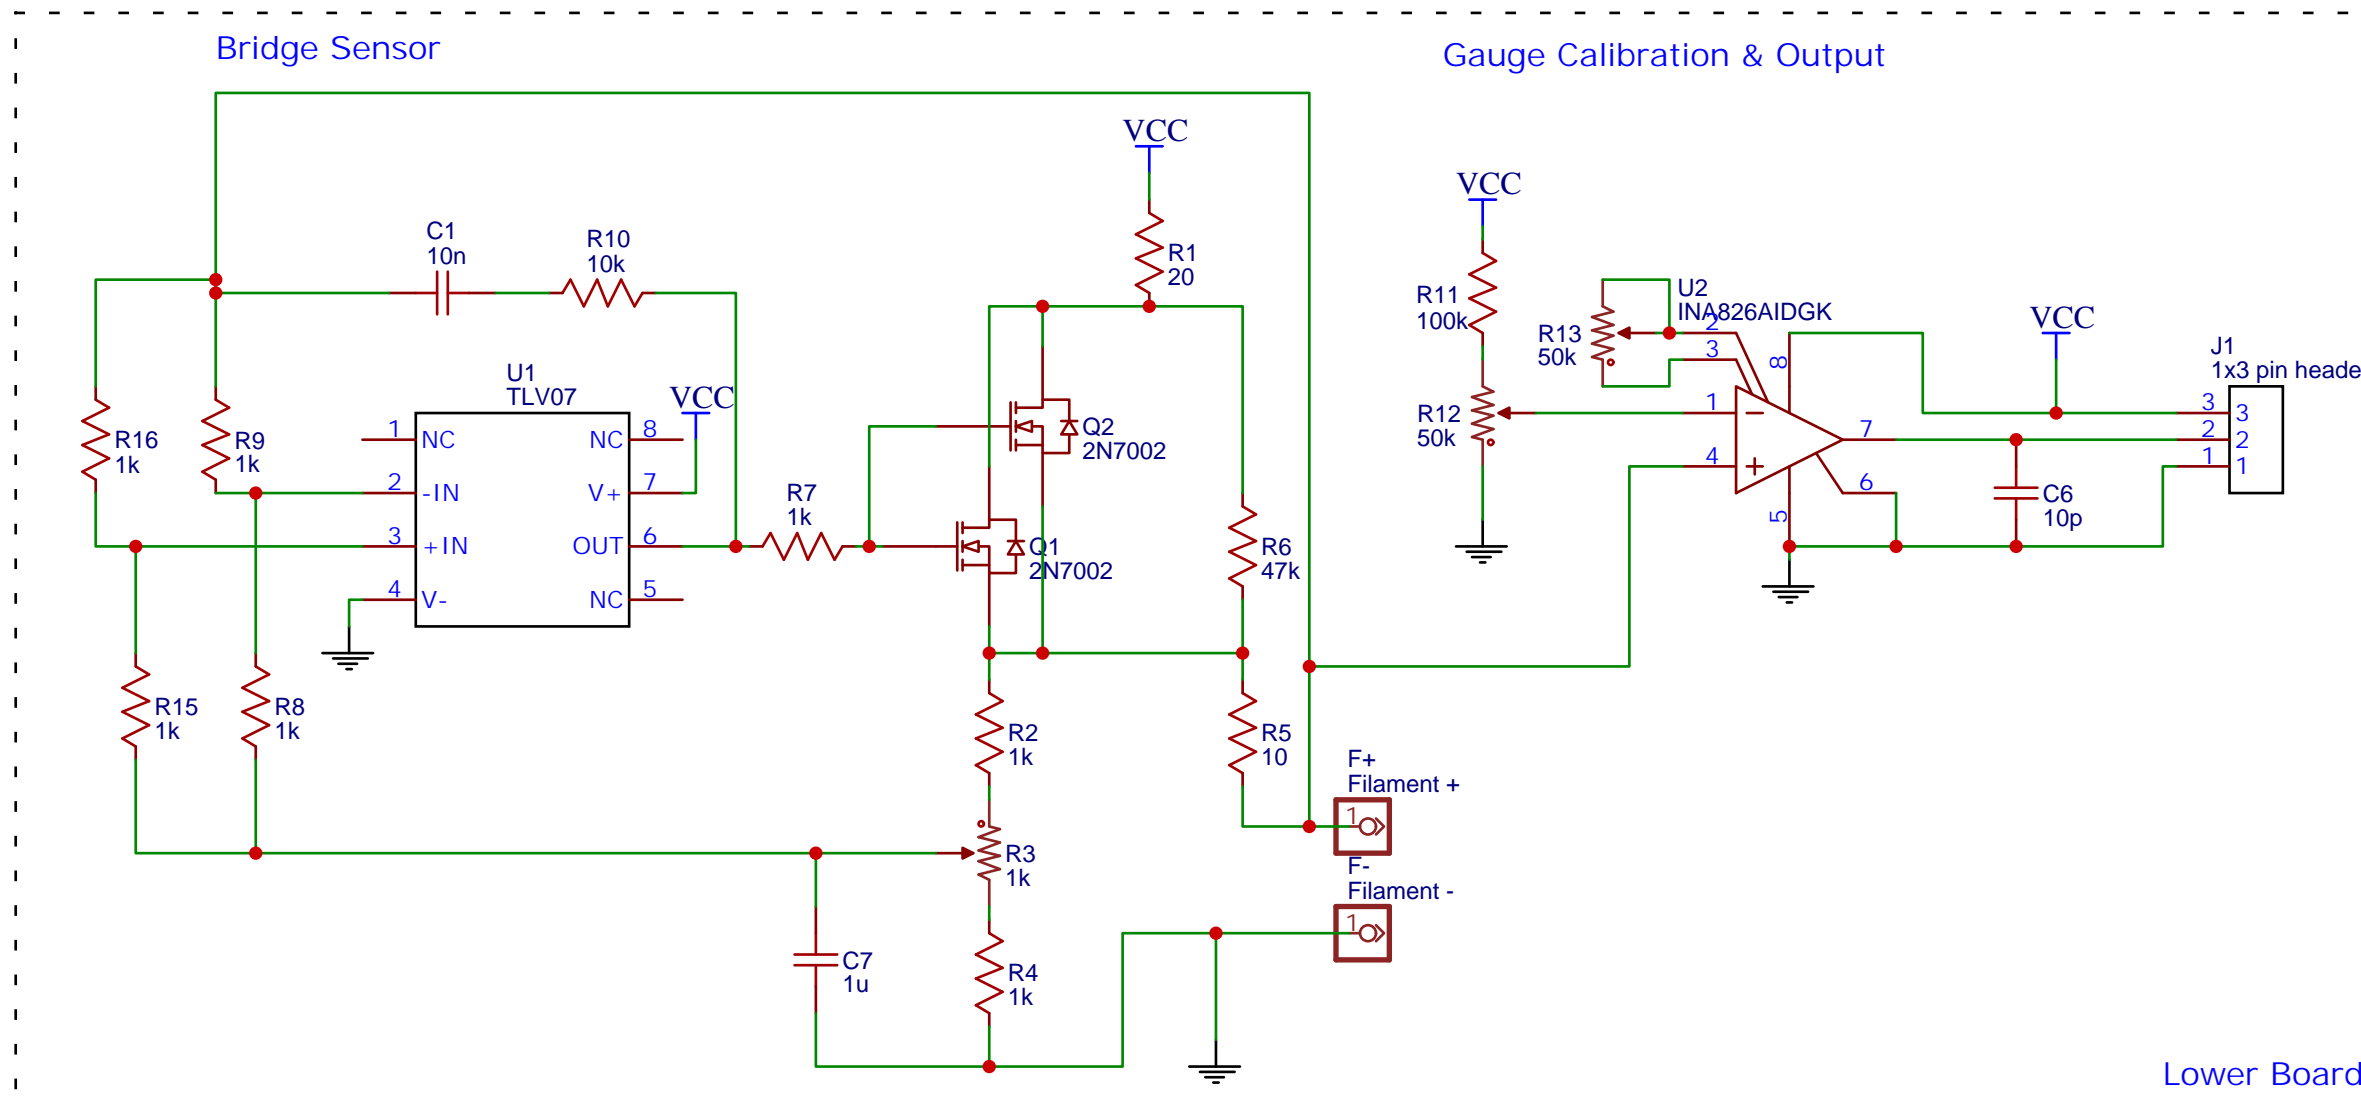 Bridge Sensor
Gauge Calibration & Output
VCC
R1
20
C1
10n
R10
10k
R16
1k
R9
1k
U1
TLV07
1
NC
2
-IN
3
+IN
4
V-
NC
8
V+
7
OUT
6
NC
5
VCC
R7
1k
Q2
2N7002
Q1
2N7002
R6
47k
R15
1k
R8
1k
R2
1k
R5
10
R3
1k
R4
1k
C7
1u
F+
Filament +
1
F-
Filament -
1
VCC
R11
100k
R12
50k
R13
50k
U2
INA826AIDGK
2
3
1
4
8
5
7
6
VCC
C6
10p
J1
1x3 pin heade
3
3
2
2
1
1
Lower Board